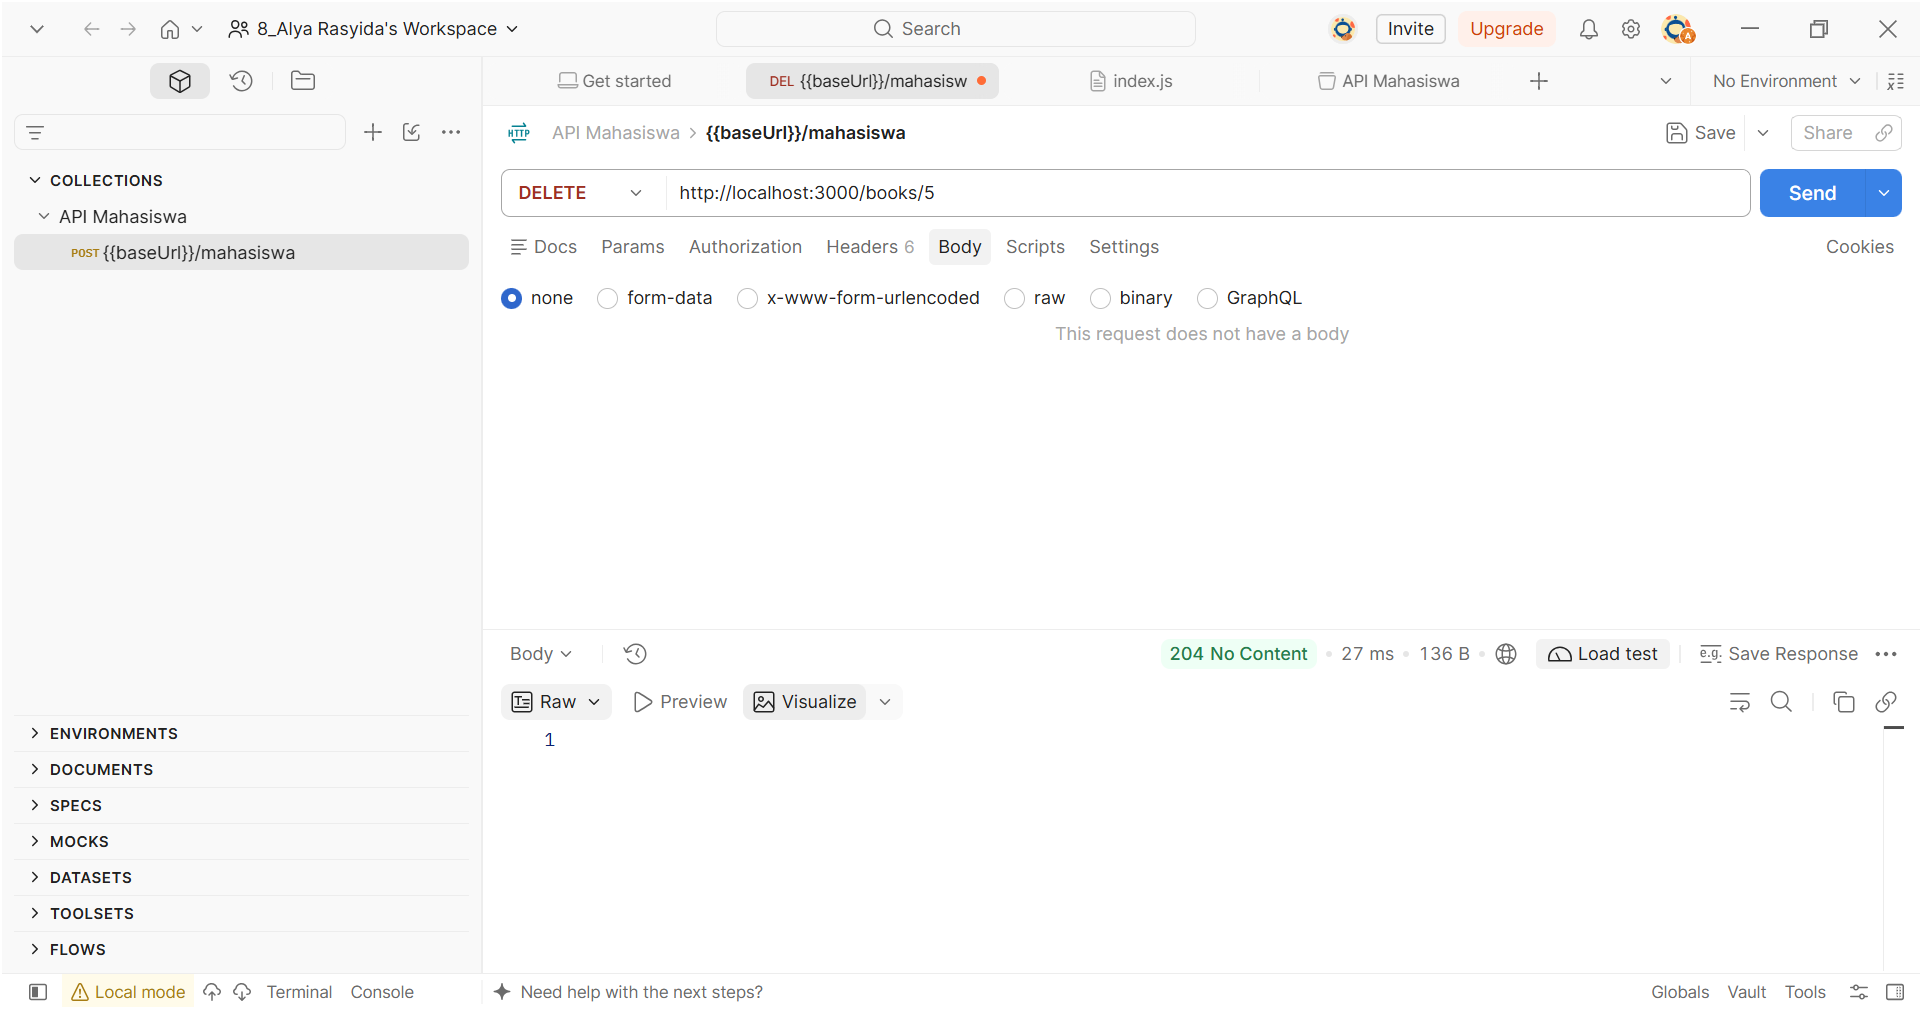 8_Alya Rasyida's Workspace
Search
Invite
Upgrade
Get started
DEL {{baseUrl}}/mahasisw
index.js
API Mahasiswa
No Environment
HTTP API Mahasiswa > {{baseUrl}}/mahasiswa
Save
Share
COLLECTIONS
API Mahasiswa
POST {{baseUrl}}/mahasiswa
DELETE
http://localhost:3000/books/5
Send
Docs
Params
Authorization
Headers 6
Body
Scripts
Settings
Cookies
none
form-data
x-www-form-urlencoded
raw
binary
GraphQL
This request does not have a body
Body
204 No Content
27 ms
136 B
Load test
e.g. Save Response
Raw
Preview
Visualize
1
ENVIRONMENTS
DOCUMENTS
SPECS
MOCKS
DATASETS
TOOLSETS
FLOWS
Local mode
Terminal
Console
Need help with the next steps?
Globals
Vault
Tools